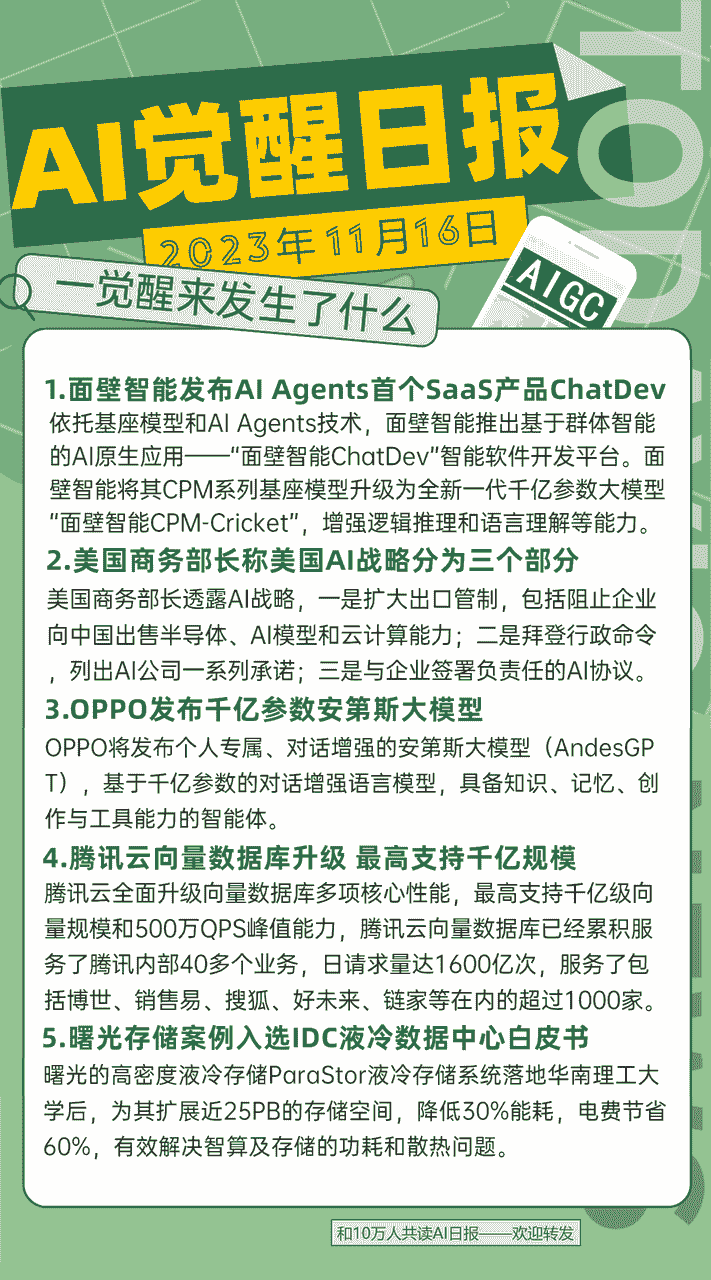 AI觉醒日报
2023年11月16日
一觉醒来发生了什么
AIGC
1.面壁智能发布AI Agents首个SaaS产品ChatDev
依托基座模型和AI Agents技术，面壁智能推出基于群体智能
的AI原生应用——“面壁智能ChatDev”智能软件开发平台。面
壁智能将其CPM系列基座模型升级为全新一代千亿参数大模型
“面壁智能CPM-Cricket”，增强逻辑推理和语言理解等能力。
2.美国商务部长称美国AI战略分为三个部分
美国商务部长透露AI战略，一是扩大出口管制，包括阻止企业
向中国出售半导体、AI模型和云计算能力；二是拜登行政命令
，列出AI公司一系列承诺；三是与企业签署负责任的AI协议。
3.OPPO发布千亿参数安第斯大模型
OPPO将发布个人专属、对话增强的安第斯大模型（AndesGP
T），基于千亿参数的对话增强语言模型，具备知识、记忆、创
作与工具能力的智能体。
4.腾讯云向量数据库升级 最高支持千亿规模
腾讯云全面升级向量数据库多项核心性能，最高支持千亿级向
量规模和500万QPS峰值能力，腾讯云向量数据库已经累积服
务了腾讯内部40多个业务，日请求量达1600亿次，服务了包
括博世、销售易、搜狐、好未来、链家等在内的超过1000家。
5.曙光存储案例入选IDC液冷数据中心白皮书
曙光的高密度液冷存储ParaStor液冷存储系统落地华南理工大
学后，为其扩展近25PB的存储空间，降低30%能耗，电费节省
60%，有效解决智算及存储的功耗和散热问题。
和10万人共读AI日报——欢迎转发